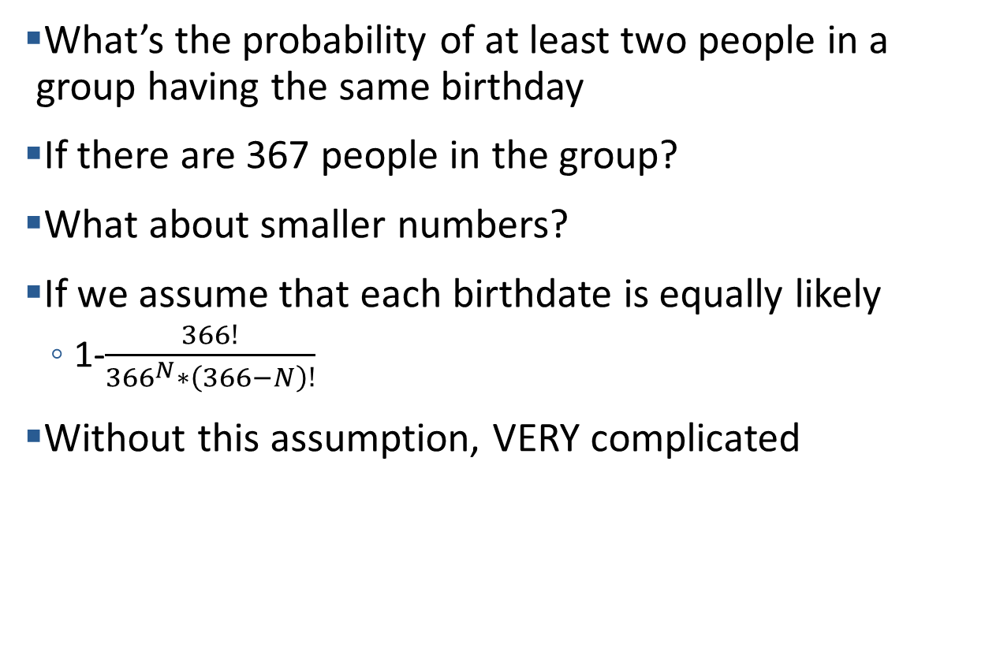 ▪What’s the probability of at least two people in a
group having the same birthday
▪If there are 367 people in the group?
▪What about smaller numbers?
▪If we assume that each birthdate is equally likely
◦ 1-\frac{366!}{366^N*(366−N)!}
▪Without this assumption, VERY complicated